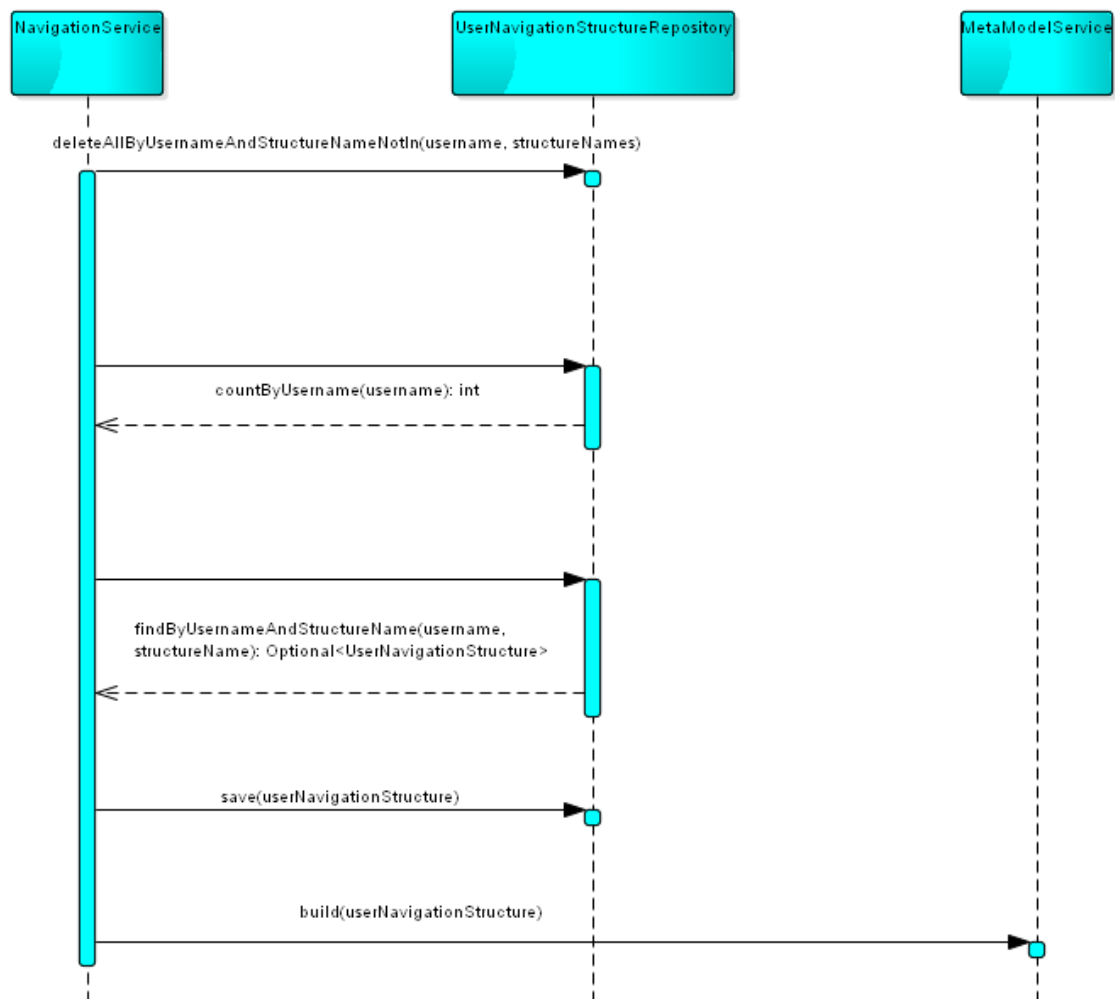 NavigationService
UserNavigationStructureRepository
MetaModelService
deleteAllByUsernameAndStructureNameNotIn(username, structureNames)
countByUsername(username): int
findByUsernameAndStructureName(username,
structureName): Optional<UserNavigationStructure>
save(userNavigationStructure)
build(userNavigationStructure)